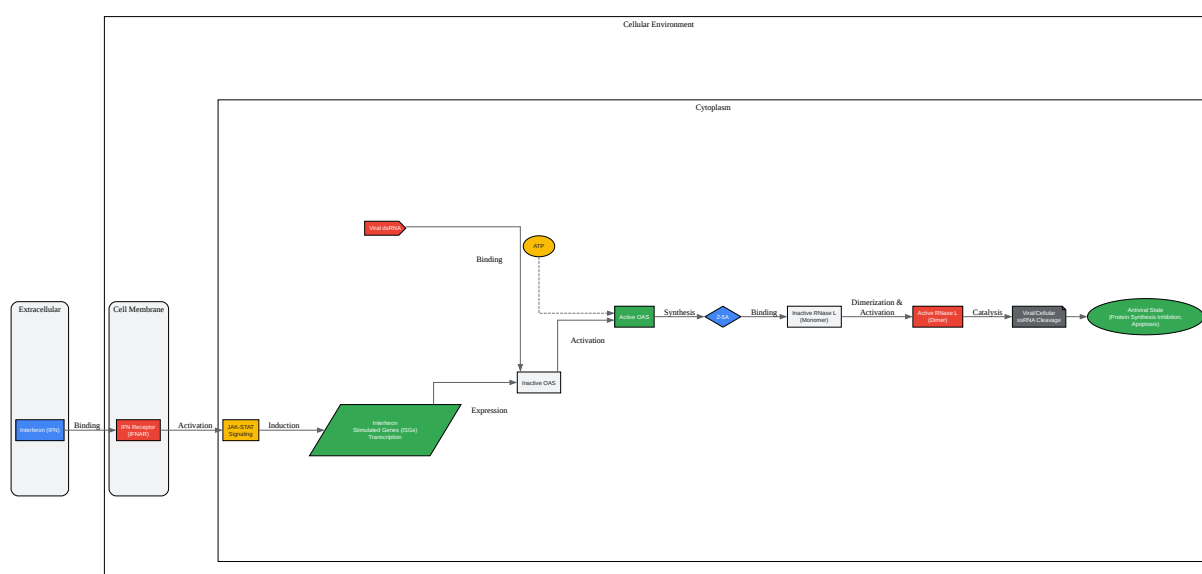 Cellular Environment
Cytoplasm
Viral dsRNA
ATP
Binding
Extracellular
Cell Membrane
Dimerization &
Activation
Active OAS
Synthesis
2-5A
Binding
Inactive RNase L
(Monomer)
Active RNase L
(Dimer)
Catalysis
Viral/Cellular
ssRNA Cleavage
Antiviral State
(Protein Synthesis Inhibition,
Apoptosis)
Activation
Inactive OAS
Expression
Interferon (IFN)
Binding
IFN Receptor
(IFNAR)
Activation
JAK-STAT
Signaling
Induction
Interferon
Stimulated Genes (ISGs)
Transcription